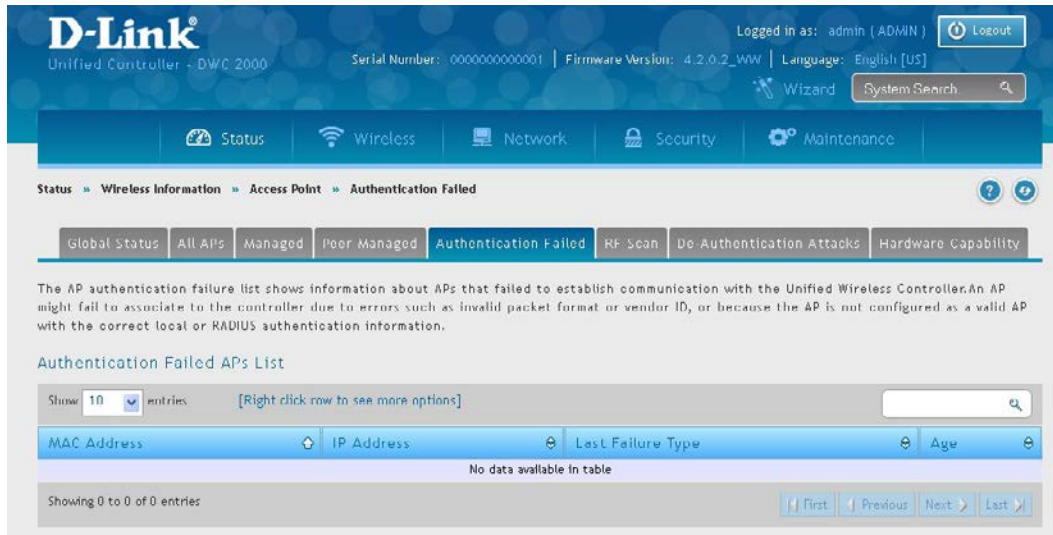 D-Link®
Unified Controller - DWC 2000
Logged in as: admin ( ADMIN )
Logout
Serial Number: 0000000000001 | Firmware Version: 4.2.0.2_WW | Language: English [US]
Wizard
System Search
Status
Wireless
Network
Security
Maintenance
Status » Wireless Information » Access Point » Authentication Failed
Global Status
All APs
Managed
Peer Managed
Authentication Failed
RF Scan
De-Authentication Attacks
Hardware Capability
The AP authentication failure list shows information about APs that failed to establish communication with the Unified Wireless Controller.An AP
might fail to associate to the controller due to errors such as invalid packet format or vendor ID, or because the AP is not configured as a valid AP
with the correct local or RADIUS authentication information.
Authentication Failed APs List
Show 10 entries
[Right click row to see more options]
MAC Address
IP Address
Last Failure Type
Age
No data available in table
Showing 0 to 0 of 0 entries
First
Previous
Next
Last